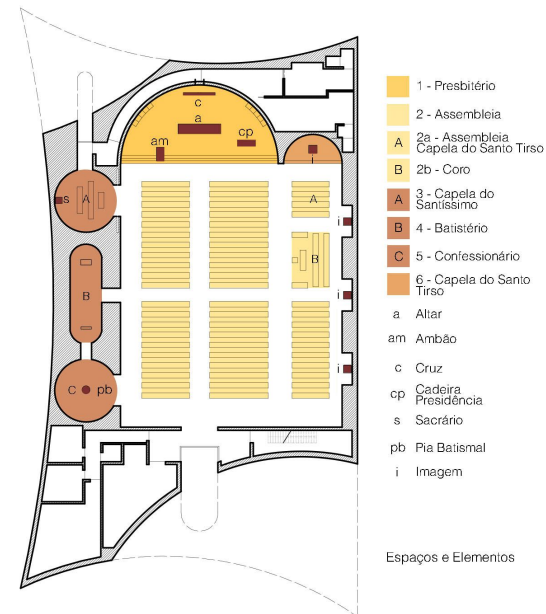 c
a
cp
am
i
s
A
A
i
B
B
i
C
pb
i
1 - Presbitério
2 - Assembleia
A
2a - Assembleia
Capela do Santo Tirso
B
2b - Coro
A
3 - Capela do
Santíssimo
B
4 - Batistério
C
5 - Confessionário
6 - Capela do Santo
Tirso
a Altar
am Ambão
c Cruz
cp Cadeira
Presidência
s Sacrário
pb Pia Batismal
i Imagem
Espaços e Elementos